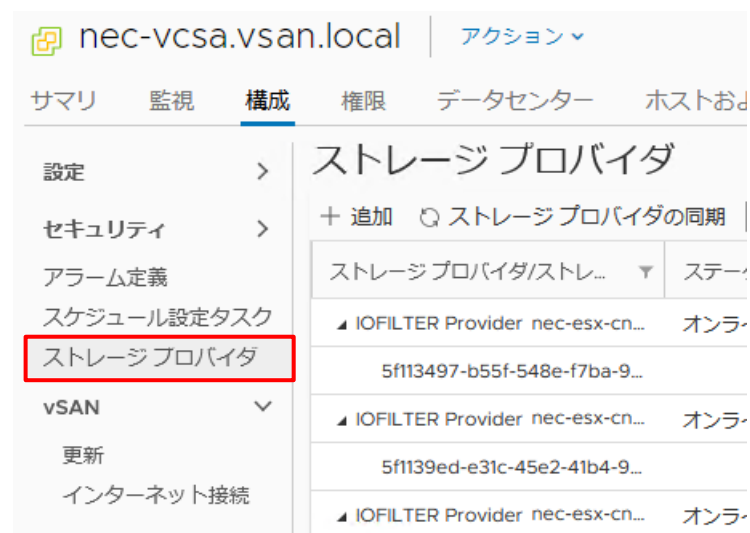 nec-vcsa.vsan.local アクション
サマリ 監視 構成 権限 データセンター ホストおよ
設定
セキュリティ
アラーム定義
スケジュール設定タスク
ストレージ プロバイダ
vSAN
更新
インターネット接続
ストレージ プロバイダ
追加 ストレージ プロバイダの同期
ストレージ プロバイダ/ストレ... ステータ
IOFILTER Provider nec-esx-cn... オンライ
5f113497-b55f-548e-f7ba-9...
IOFILTER Provider nec-esx-cn... オンライ
5f1139ed-e31c-45e2-41b4-9...
IOFILTER Provider nec-esx-cn... オンライ